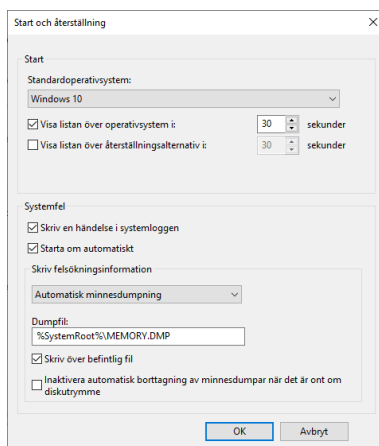 Start och återställning
Start
Standardoperativsystem:
Windows 10
Visa listan över operativsystem i:
30
sekunder
Visa listan över återställningsalternativ i:
30
sekunder
Systemfel
Skriv en händelse i systemloggen
Starta om automatiskt
Skriv felsökningsinformation
Automatisk minnesdumpning
Dumpfil:
%SystemRoot%\MEMORY.DMP
Skriv över befintlig fil
Inaktivera automatisk borttagning av minnesdumpar när det är ont om
diskutrymme
OK
Avbryt